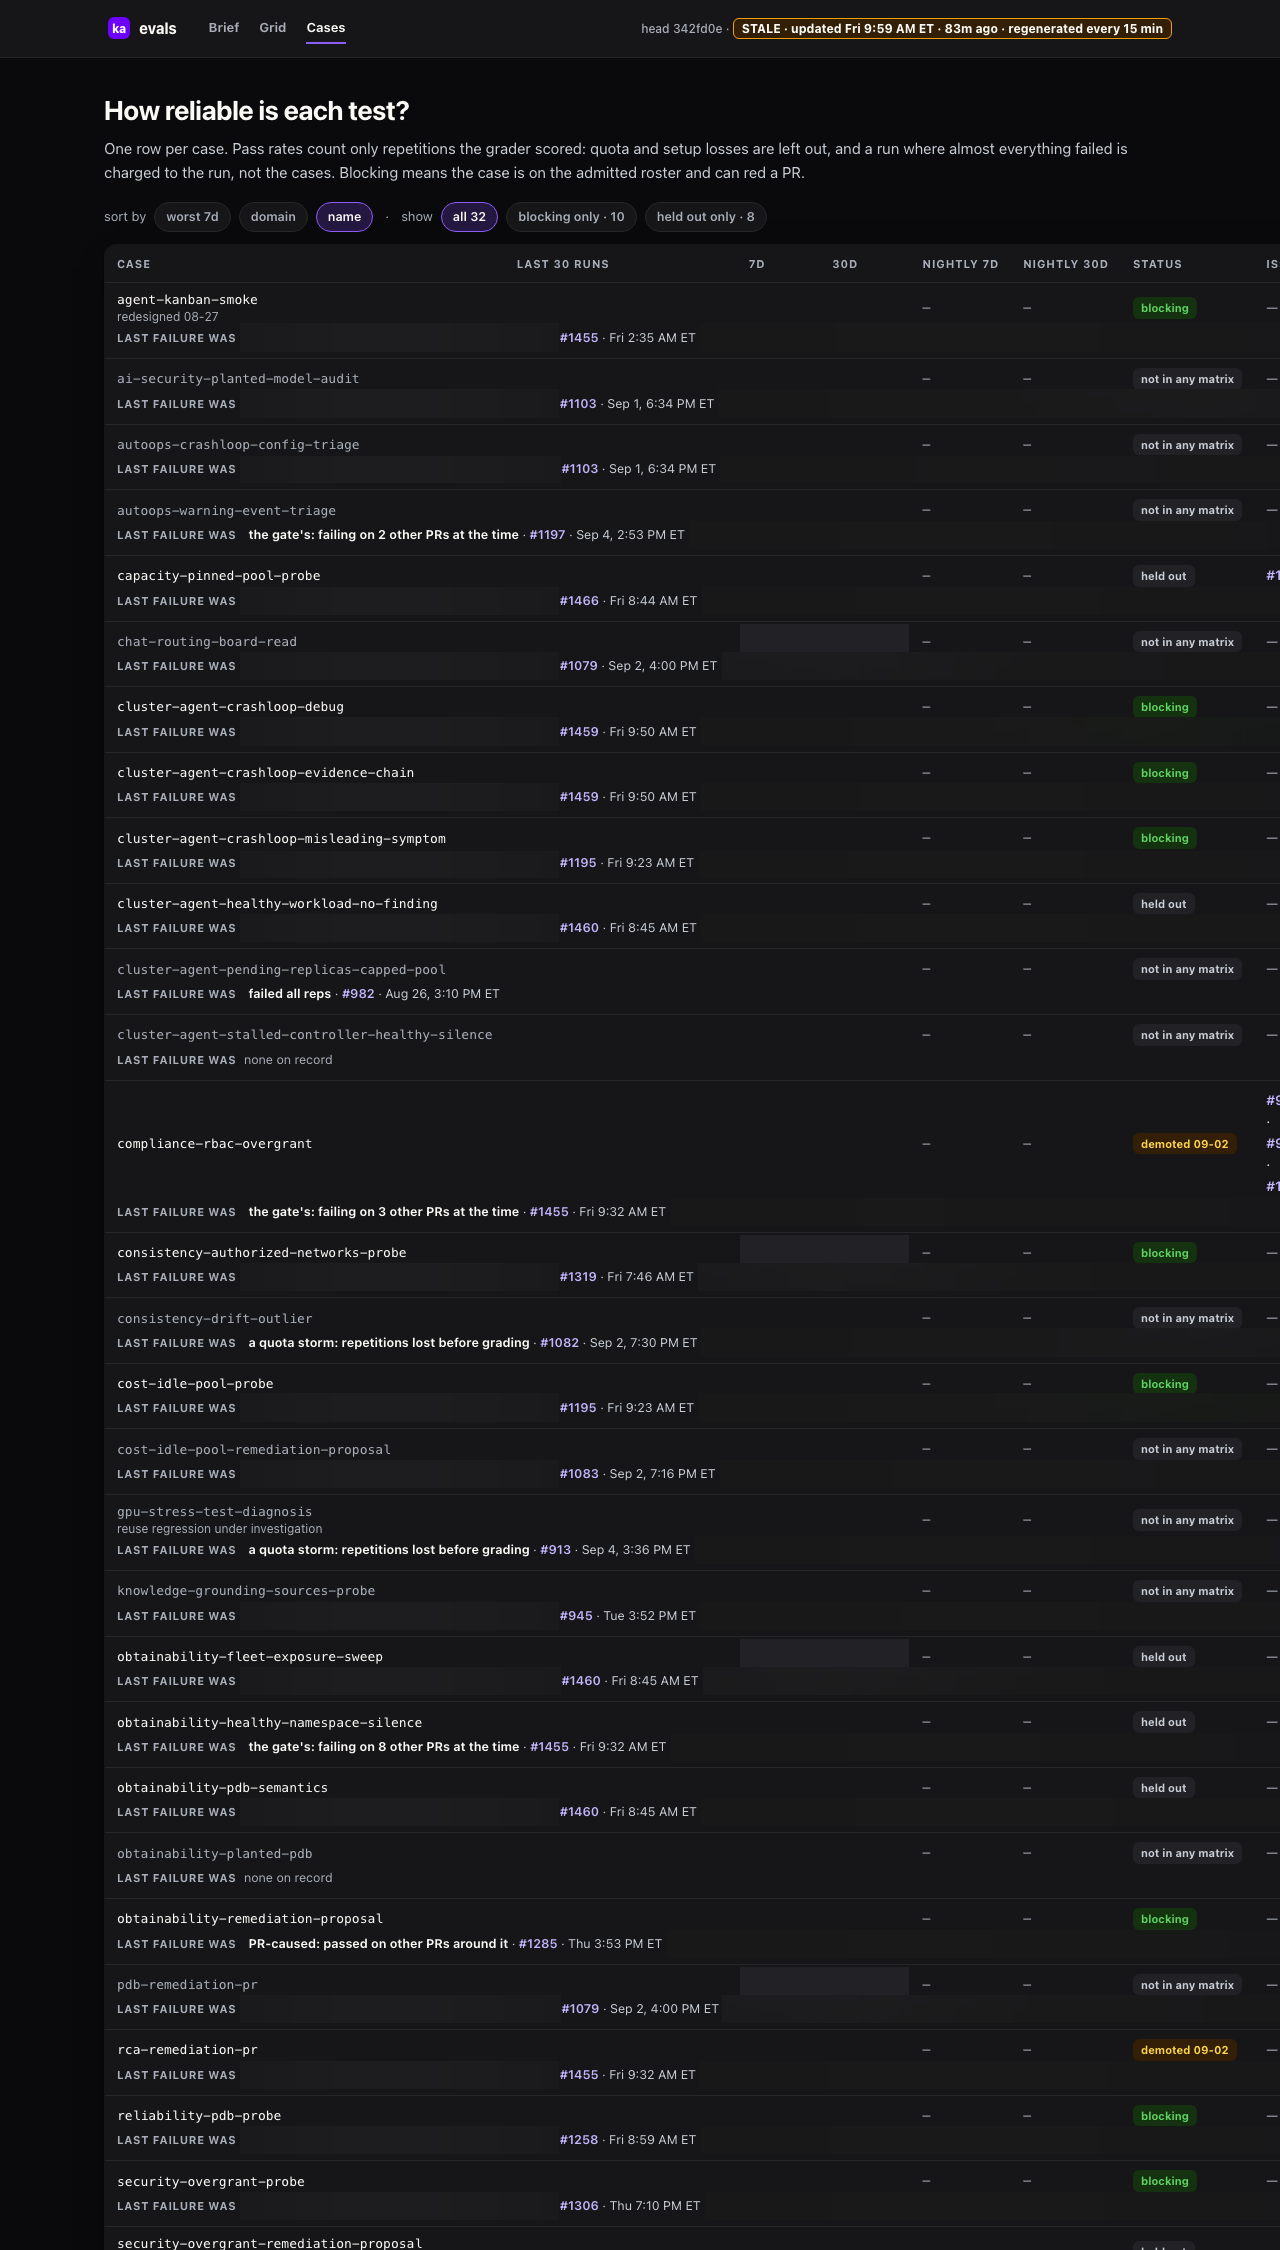 ka evals Brief Grid Cases head 342fd0e · STALE · updated Fri 9:59 AM ET · 83m ago · regenerated every 15 min
How reliable is each test?
One row per case. Pass rates count only repetitions the grader scored: quota and setup losses are left out, and a run where almost everything failed is
charged to the run, not the cases. Blocking means the case is on the admitted roster and can red a PR.
sort by worst 7d domain name · show all 32 blocking only · 10 held out only · 8
CASE LAST 30 RUNS 7D 30D NIGHTLY 7D NIGHTLY 30D STATUS IS
agent-kanban-smoke – – blocking —
redesigned 08-27
LAST FAILURE WAS #1455 · Fri 2:35 AM ET
ai-security-planted-model-audit – – not in any matrix —
LAST FAILURE WAS #1103 · Sep 1, 6:34 PM ET
autoops-crashloop-config-triage – – not in any matrix —
LAST FAILURE WAS #1103 · Sep 1, 6:34 PM ET
autoops-warning-event-triage – – not in any matrix —
LAST FAILURE WAS the gate's: failing on 2 other PRs at the time · #1197 · Sep 4, 2:53 PM ET
capacity-pinned-pool-probe – – held out #1
LAST FAILURE WAS #1466 · Fri 8:44 AM ET
chat-routing-board-read – – not in any matrix —
LAST FAILURE WAS #1079 · Sep 2, 4:00 PM ET
cluster-agent-crashloop-debug – – blocking —
LAST FAILURE WAS #1459 · Fri 9:50 AM ET
cluster-agent-crashloop-evidence-chain – – blocking —
LAST FAILURE WAS #1459 · Fri 9:50 AM ET
cluster-agent-crashloop-misleading-symptom – – blocking —
LAST FAILURE WAS #1195 · Fri 9:23 AM ET
cluster-agent-healthy-workload-no-finding – – held out —
LAST FAILURE WAS #1460 · Fri 8:45 AM ET
cluster-agent-pending-replicas-capped-pool – – not in any matrix —
LAST FAILURE WAS failed all reps · #982 · Aug 26, 3:10 PM ET
cluster-agent-stalled-controller-healthy-silence – – not in any matrix —
LAST FAILURE WAS none on record
#9
·
compliance-rbac-overgrant – – demoted 09-02 #9
·
#1
LAST FAILURE WAS the gate's: failing on 3 other PRs at the time · #1455 · Fri 9:32 AM ET
consistency-authorized-networks-probe – – blocking —
LAST FAILURE WAS #1319 · Fri 7:46 AM ET
consistency-drift-outlier – – not in any matrix —
LAST FAILURE WAS a quota storm: repetitions lost before grading · #1082 · Sep 2, 7:30 PM ET
cost-idle-pool-probe – – blocking —
LAST FAILURE WAS #1195 · Fri 9:23 AM ET
cost-idle-pool-remediation-proposal – – not in any matrix —
LAST FAILURE WAS #1083 · Sep 2, 7:16 PM ET
gpu-stress-test-diagnosis – – not in any matrix —
reuse regression under investigation
LAST FAILURE WAS a quota storm: repetitions lost before grading · #913 · Sep 4, 3:36 PM ET
knowledge-grounding-sources-probe – – not in any matrix —
LAST FAILURE WAS #945 · Tue 3:52 PM ET
obtainability-fleet-exposure-sweep – – held out —
LAST FAILURE WAS #1460 · Fri 8:45 AM ET
obtainability-healthy-namespace-silence – – held out —
LAST FAILURE WAS the gate's: failing on 8 other PRs at the time · #1455 · Fri 9:32 AM ET
obtainability-pdb-semantics – – held out —
LAST FAILURE WAS #1460 · Fri 8:45 AM ET
obtainability-planted-pdb – – not in any matrix —
LAST FAILURE WAS none on record
obtainability-remediation-proposal – – blocking —
LAST FAILURE WAS PR-caused: passed on other PRs around it · #1285 · Thu 3:53 PM ET
pdb-remediation-pr – – not in any matrix —
LAST FAILURE WAS #1079 · Sep 2, 4:00 PM ET
rca-remediation-pr – – demoted 09-02 —
LAST FAILURE WAS #1455 · Fri 9:32 AM ET
reliability-pdb-probe – – blocking —
LAST FAILURE WAS #1258 · Fri 8:59 AM ET
security-overgrant-probe – – blocking —
LAST FAILURE WAS #1306 · Thu 7:10 PM ET
security-overgrant-remediation-proposal